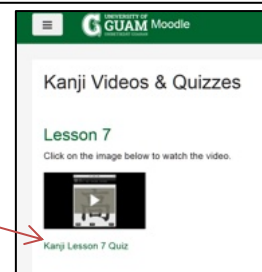 UNIVERSITY OF
GUAM Moodle
Kanji Videos & Quizzes
Lesson 7
Click on the image below to watch the video.
Kanji Lesson 7 Quiz